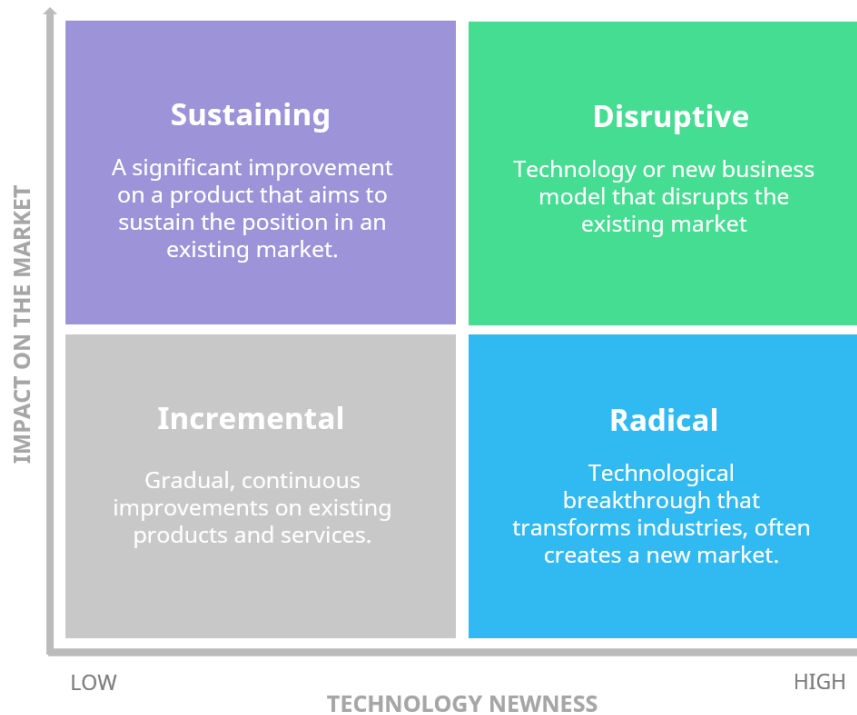 Sustaining
A significant improvement
on a product that aims to
sustain the position in an
existing market.
Disruptive
Technology or new business
model that disrupts the
existing market
IMPACT ON THE MARKET
Incremental
Gradual, continuous
improvements on existing
products and services.
Radical
Technological
breakthrough that
transforms industries, often
creates a new market.
LOW
HIGH
TECHNOLOGY NEWNESS